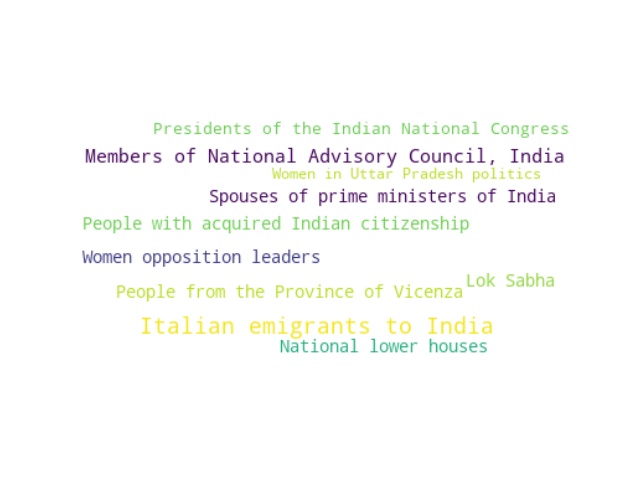 Presidents of the Indian National Congress
Members of National Advisory Council, India
Women in Uttar Pradesh politics
Spouses of prime ministers of India
People with acquired Indian citizenship
Women opposition leaders
Lok Sabha
People from the Province of Vicenza
Italian emigrants to India
National lower houses